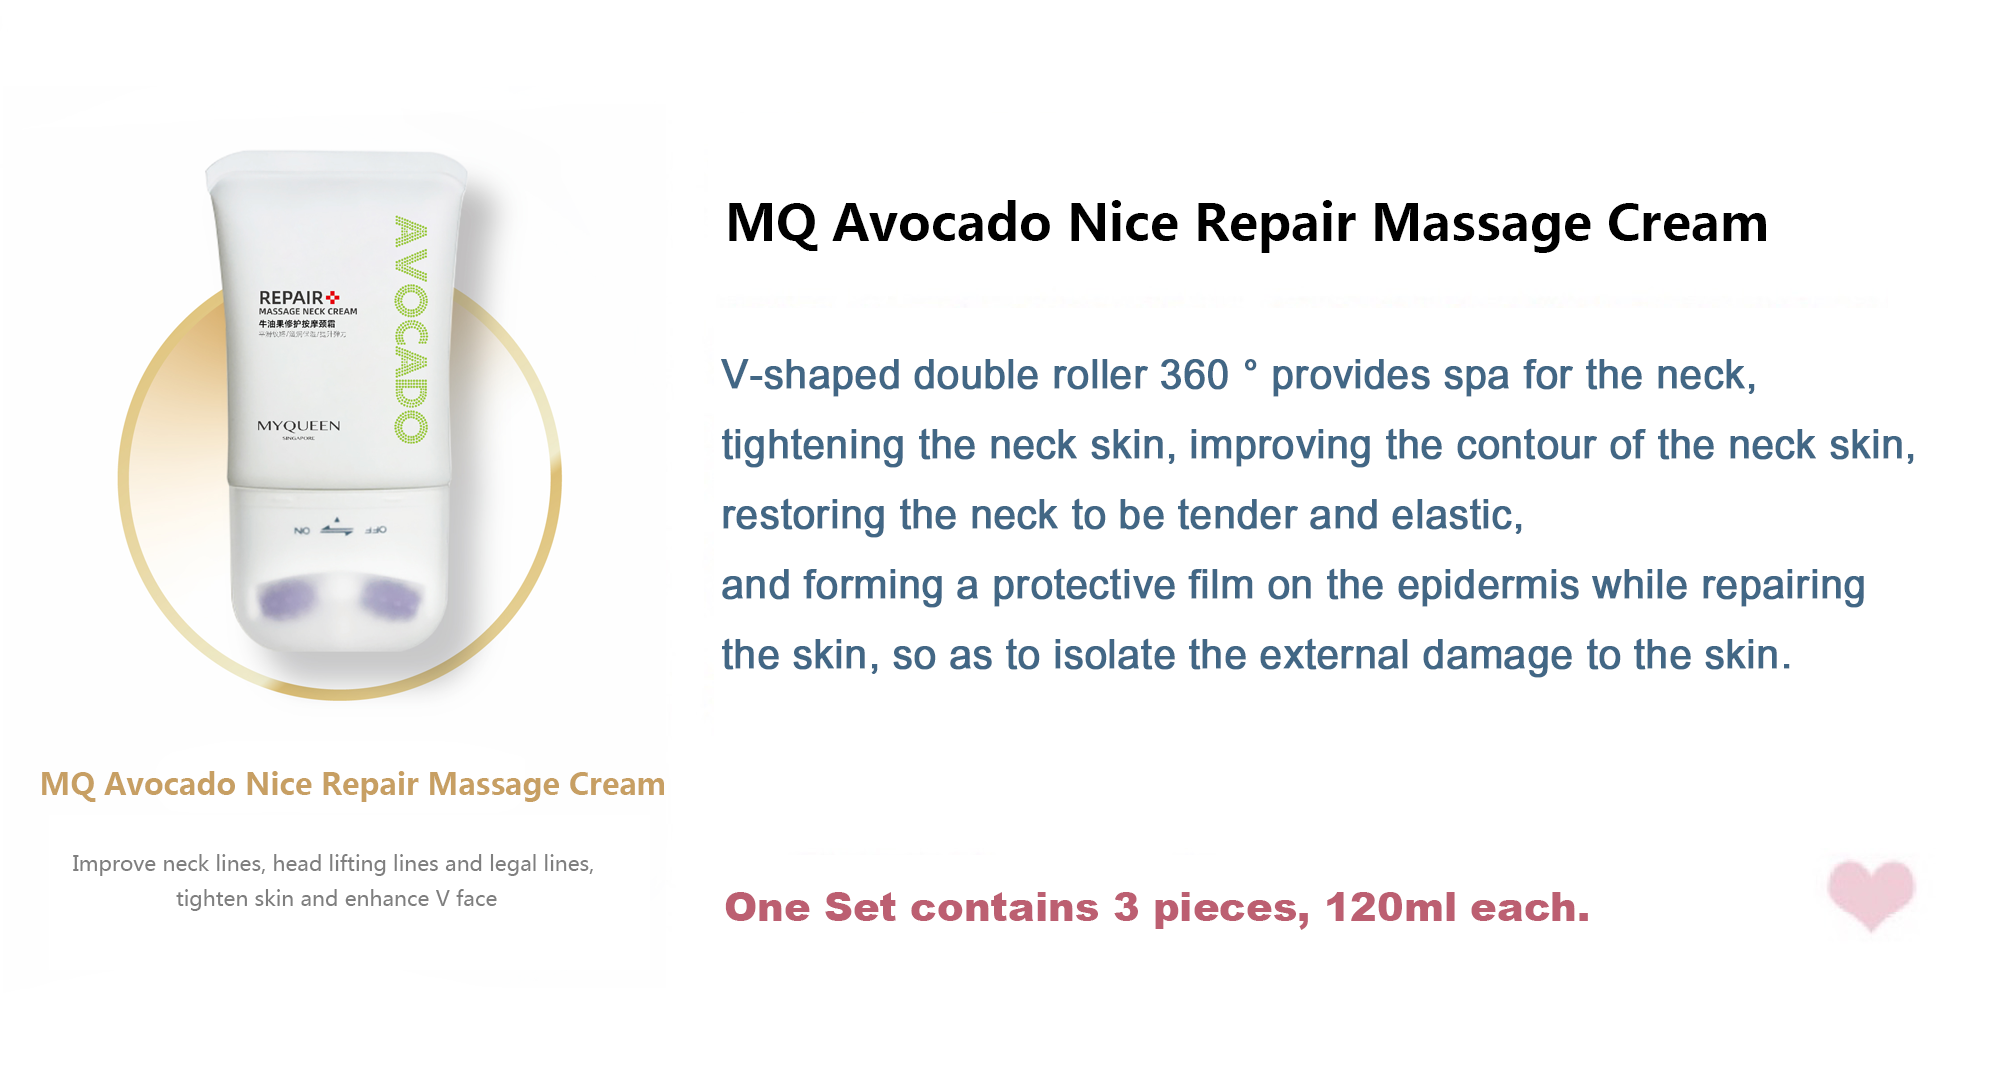 AVOCADO
REPAIR
MASSAGE NECK CREAM
牛油果修护按摩颈霜
MYQUEEN
SINGAPORE
ON OFF
MQ Avocado Nice Repair Massage Cream
Improve neck lines, head lifting lines and legal lines,
tighten skin and enhance V face
MQ Avocado Nice Repair Massage Cream
V-shaped double roller 360 ° provides spa for the neck,
tightening the neck skin, improving the contour of the neck skin,
restoring the neck to be tender and elastic,
and forming a protective film on the epidermis while repairing
the skin, so as to isolate the external damage to the skin.
One Set contains 3 pieces, 120ml each.